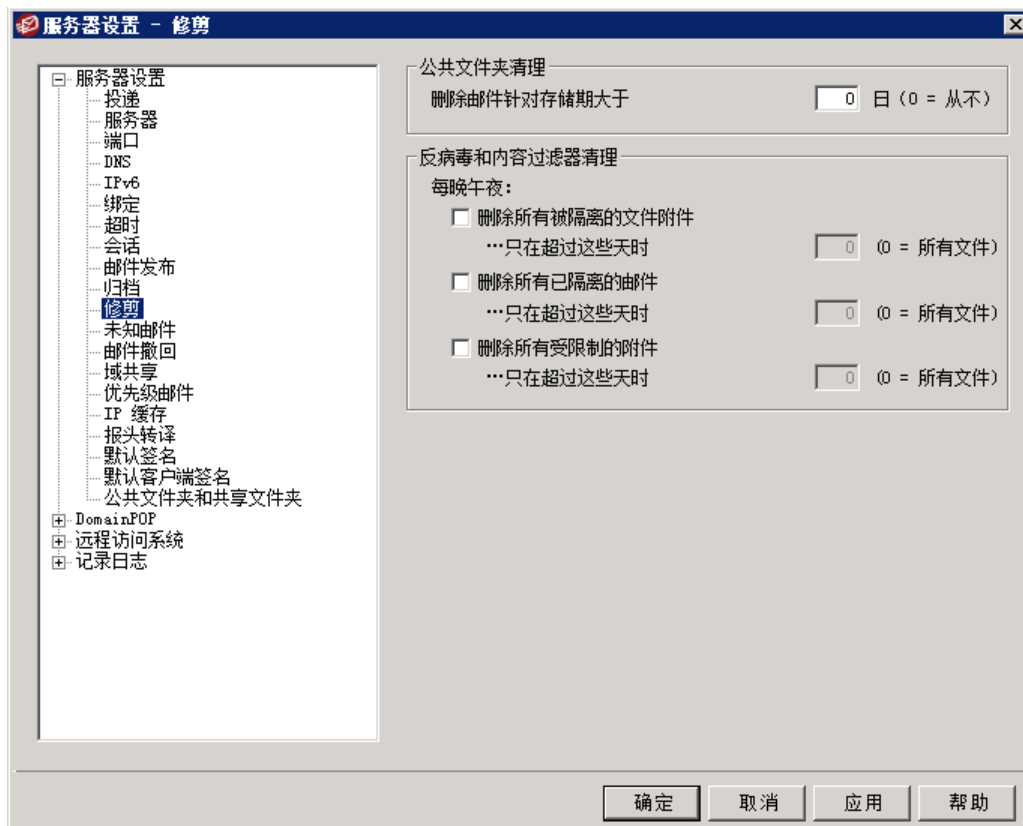 服务器设置 - 修剪
服务器设置
投递
服务器
端口
DNS
IPv6
绑定
超时
会话
邮件发布
归档
修剪
未知邮件
邮件撤回
域共享
优先级邮件
IP 缓存
报头转译
默认签名
默认客户端签名
公共文件夹和共享文件夹
DomainPOP
远程访问系统
记录日志
公共文件夹清理
删除邮件针对存储期大于 0 日 (0 = 从不)
反病毒和内容过滤器清理
每晚午夜:
删除所有被隔离的文件附件
…只在超过这些天时 0 (0 = 所有文件)
删除所有已隔离的邮件
…只在超过这些天时 0 (0 = 所有文件)
删除所有受限制的附件
…只在超过这些天时 0 (0 = 所有文件)
确定 取消 应用 帮助